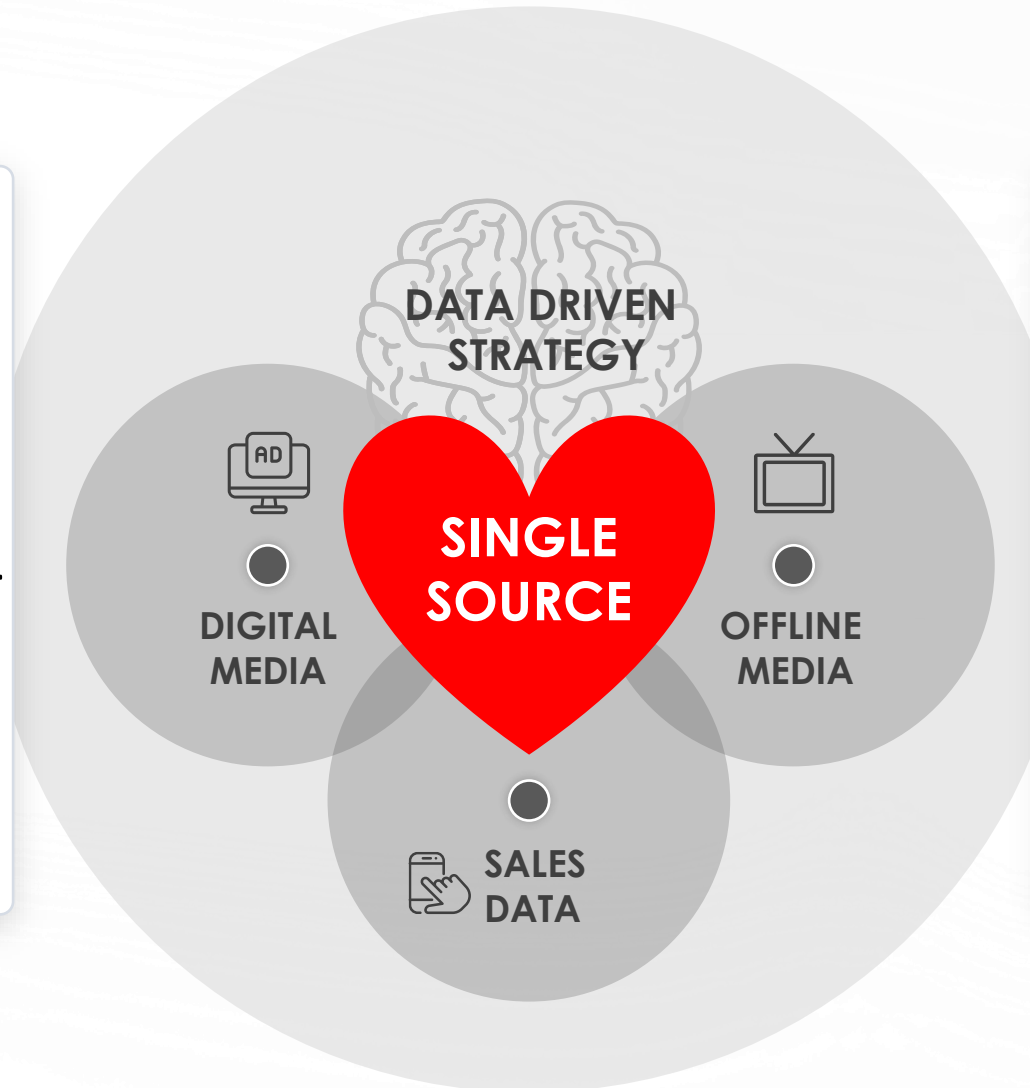 DATA DRIVEN
STRATEGY
AD
SINGLE
SOURCE
DIGITAL
MEDIA
OFFLINE
MEDIA
SALES
DATA